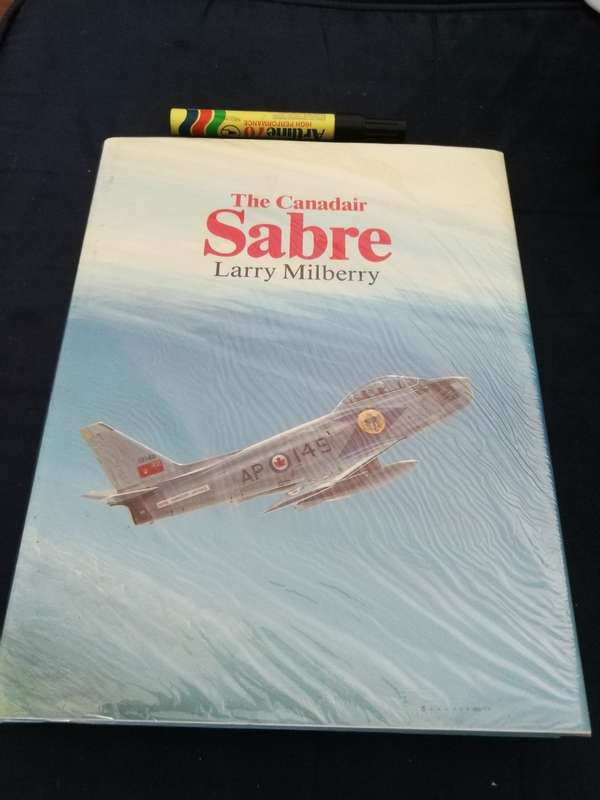 Artline 70
HIGH PERFORMANCE
The Canadair
Sabre
Larry Milberry
AP 145